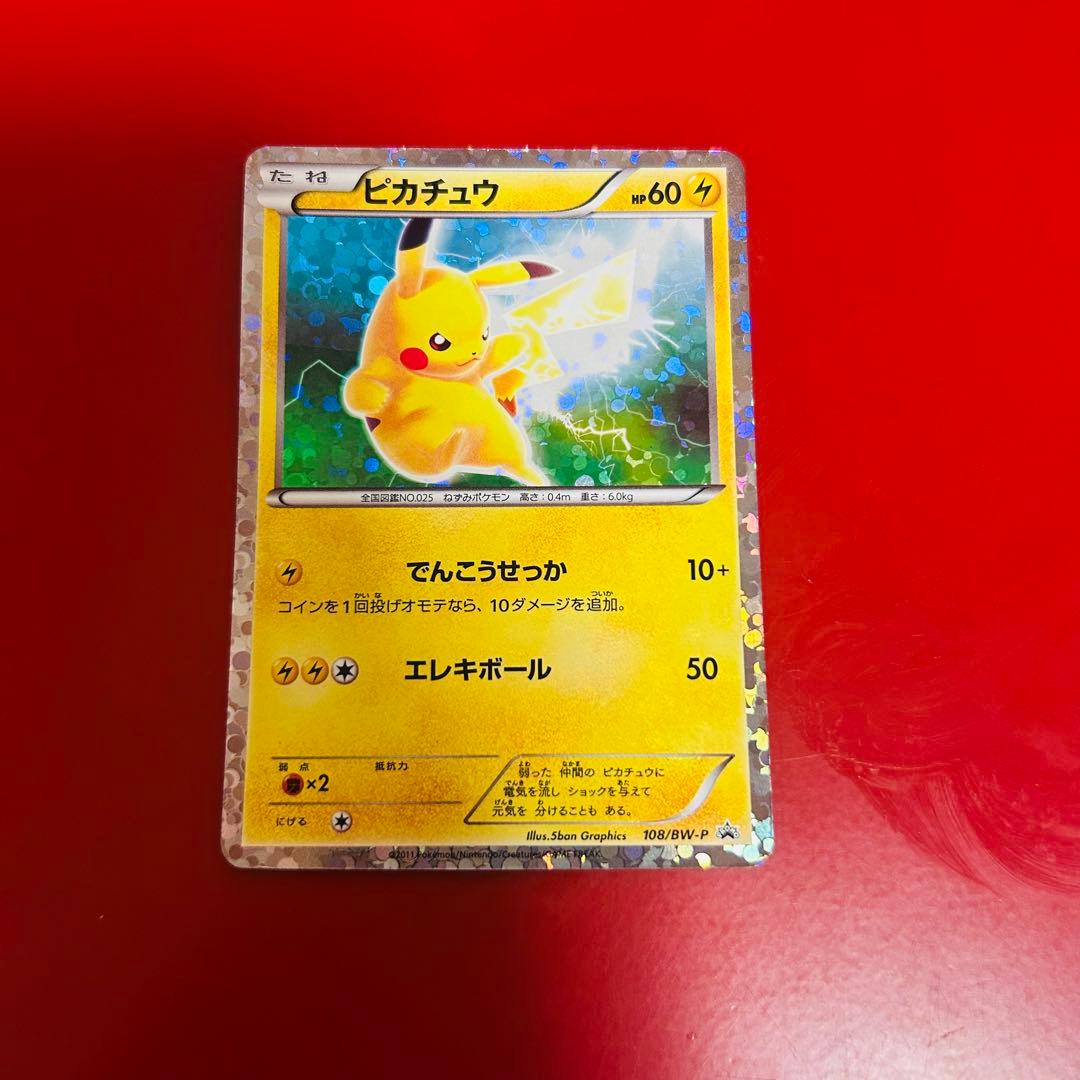 たね ピカチュウ HP60
全国図鑑NO.025 ねずみポケモン 高さ:0.4m 重さ:6.0kg
でんこうせっか 10+
コインを1回投げオモテなら、10ダメージを追加。
エレキボール 50
弱点 抵抗力
×2
にげる
弱った 仲間の ピカチュウに
電気を流し ショックを与えて
元気を 分けることも ある。
Illus.5ban Graphics 108/BW-P
©2011 Pokémon/Nintendo/Creatures/GAME FREAK.